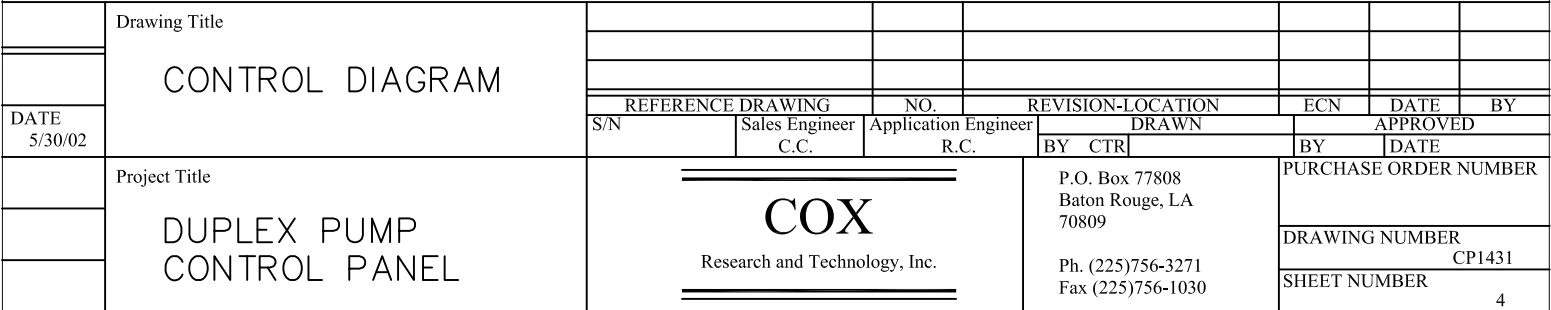 Drawing Title
CONTROL DIAGRAM
DATE
5/30/02
REFERENCE DRAWING NO. REVISION-LOCATION ECN DATE BY
S/N Sales Engineer Application Engineer DRAWN APPROVED
C.C. R.C. BY CTR BY DATE
Project Title
DUPLEX PUMP
CONTROL PANEL
COX
Research and Technology, Inc.
P.O. Box 77808
Baton Rouge, LA
70809
Ph. (225)756-3271
Fax (225)756-1030
PURCHASE ORDER NUMBER
DRAWING NUMBER
CP1431
SHEET NUMBER
4